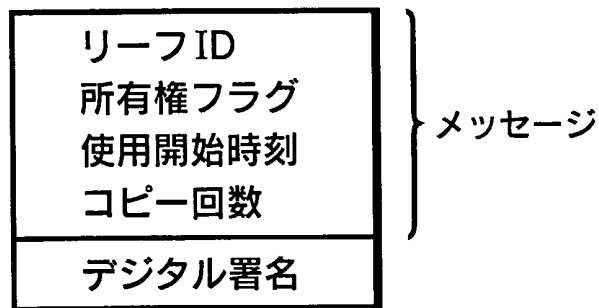 リーフID
所有権フラグ
使用開始時刻
コピー回数
メッセージ
デジタル署名